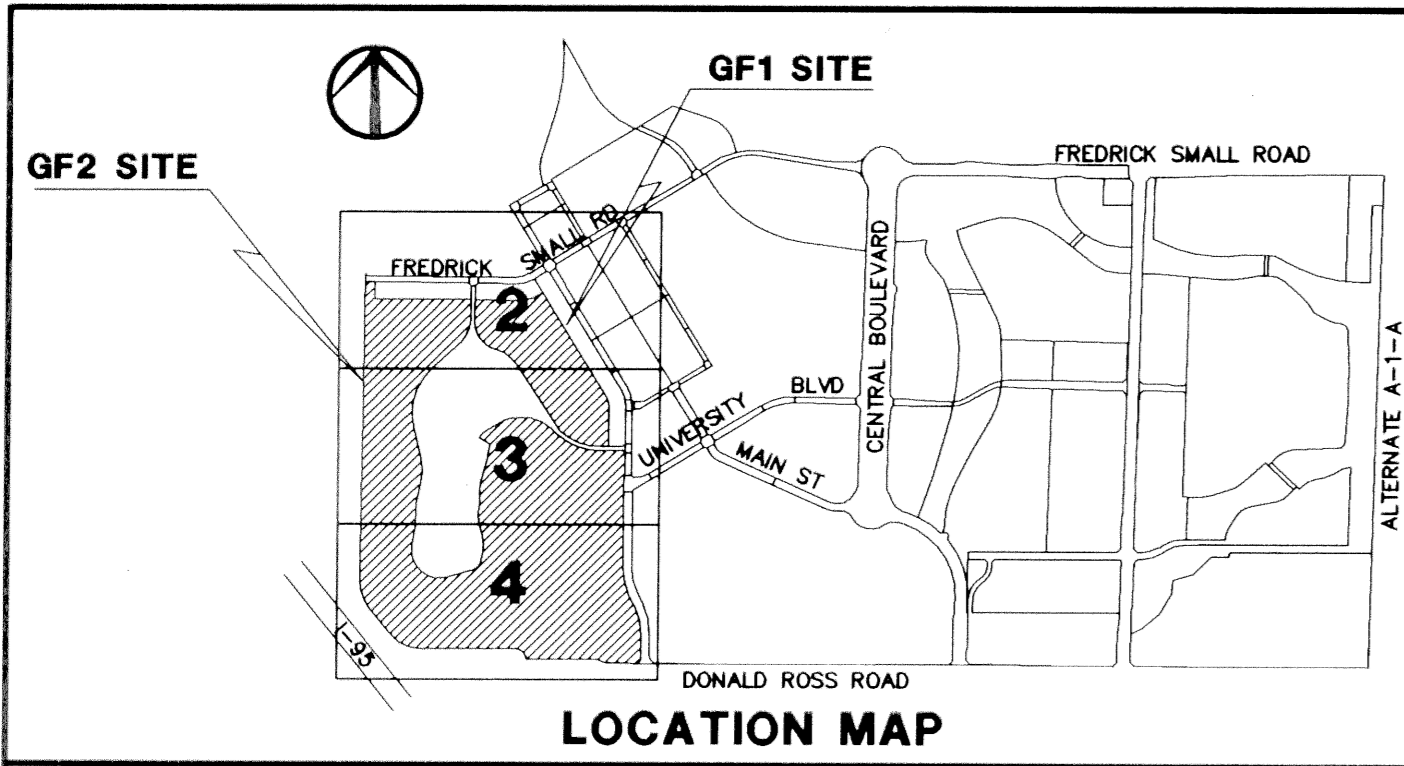 GF1 SITE
GF2 SITE
FREDRICK SMALL ROAD
FREDRICK SMALL RD
2
CENTRAL BOULEVARD
ALTERNATE A-1-A
UNIVERSITY BLVD
MAIN ST
3
4
I-95
DONALD ROSS ROAD
LOCATION MAP